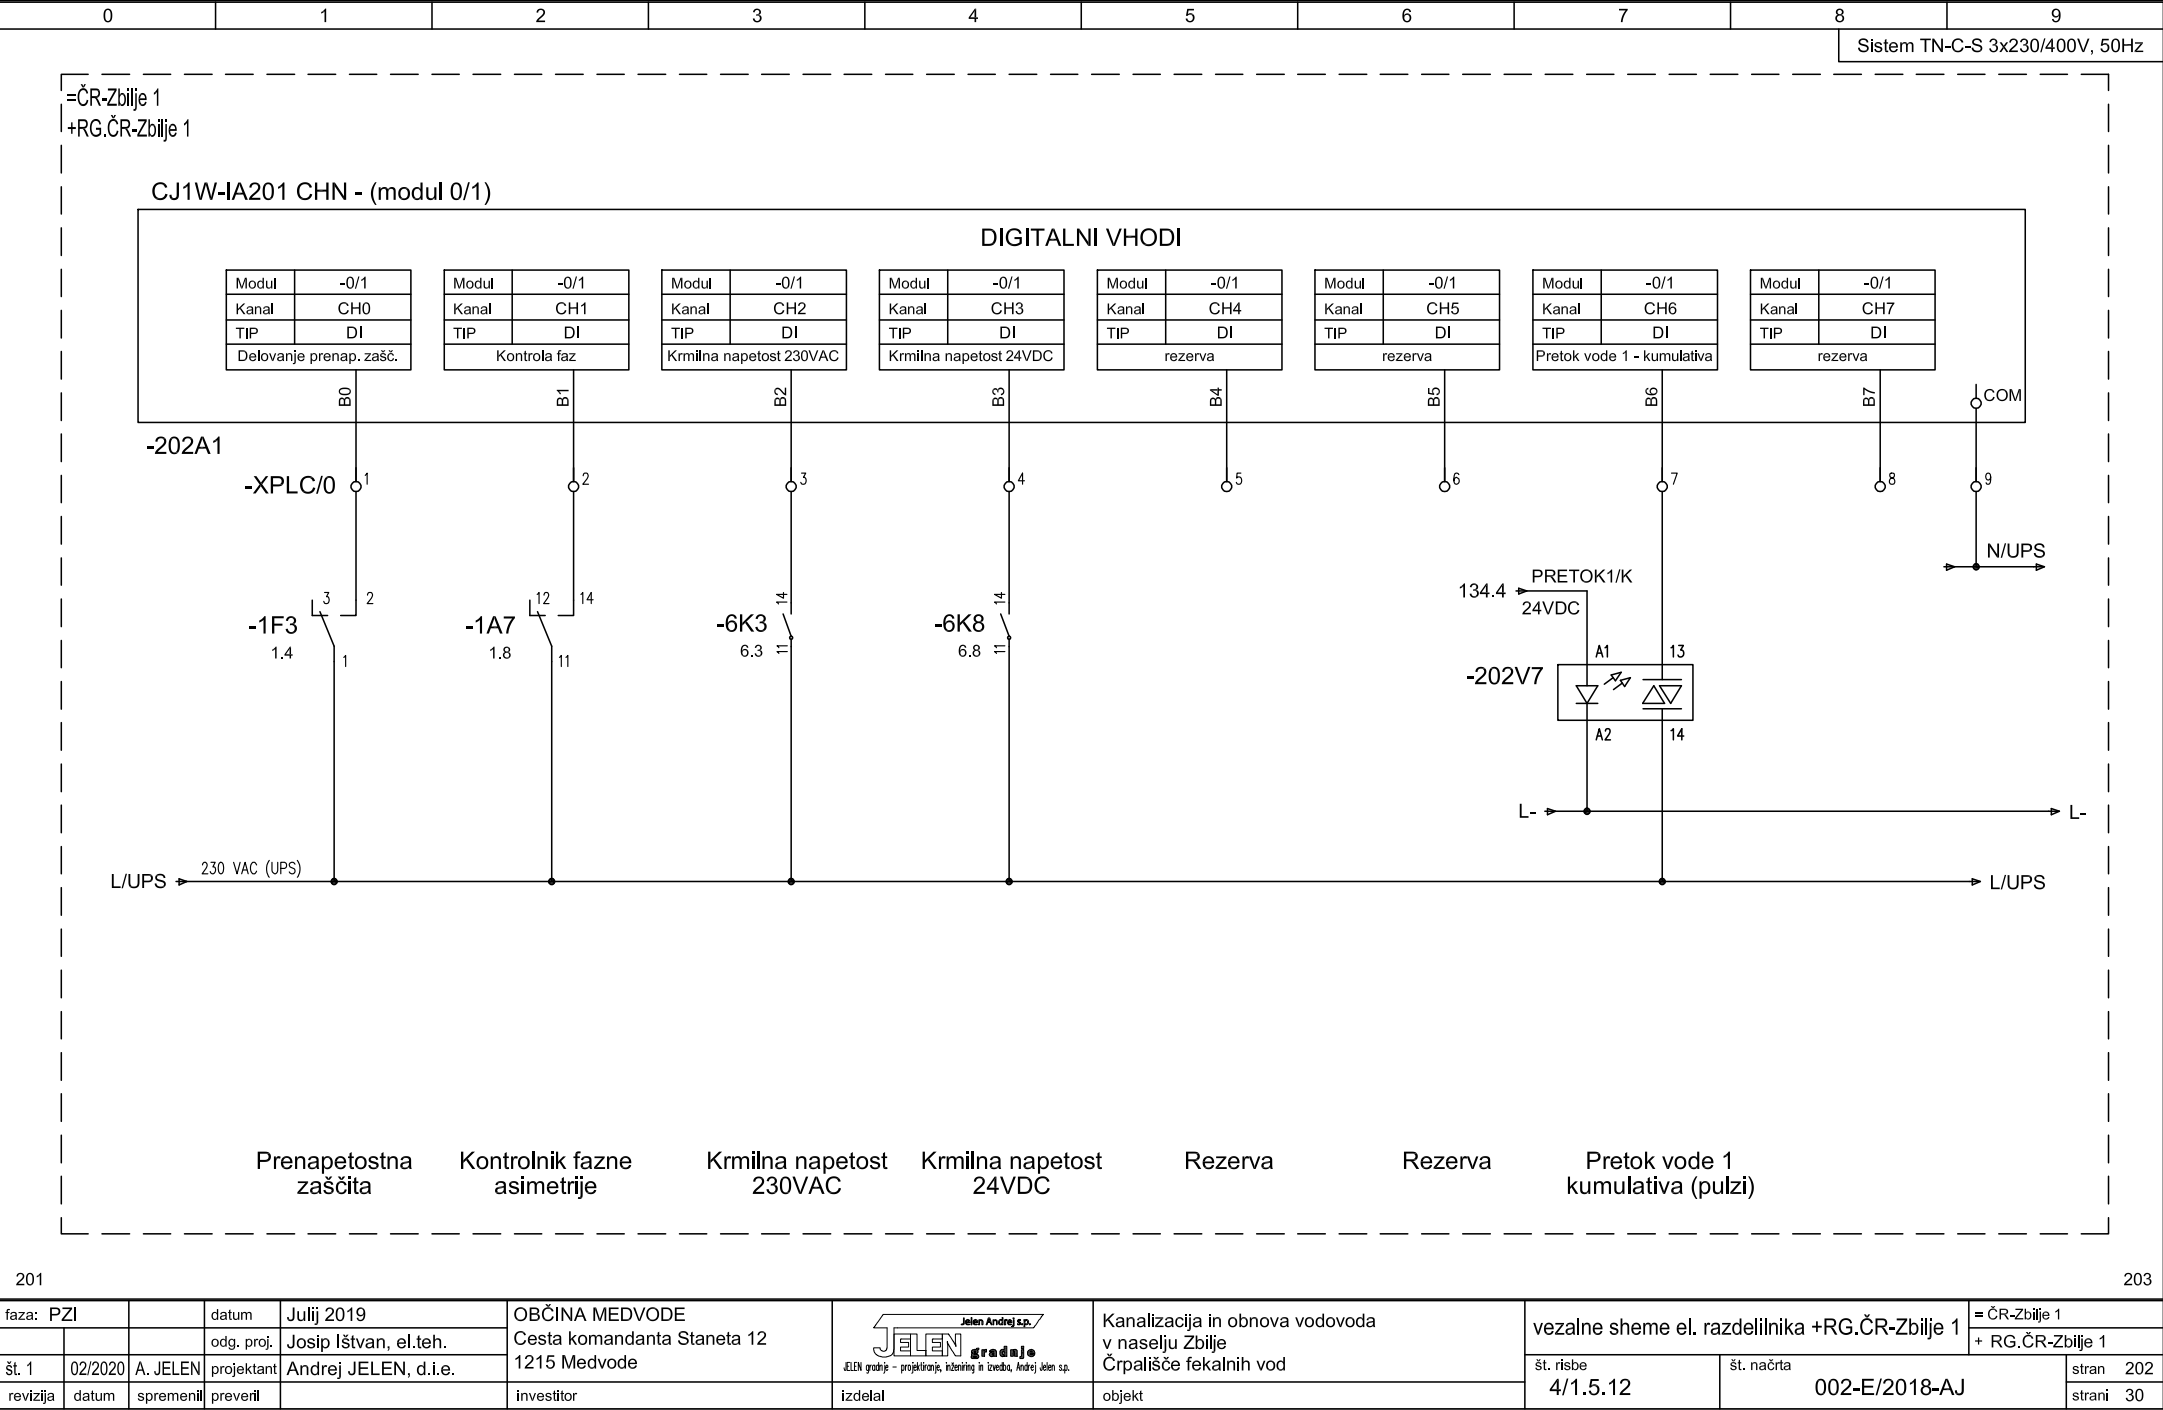 0 1 2 3 4 5 6 7 8 9
Sistem TN-C-S 3x230/400V, 50Hz
=ČR-Zbilje 1
+RG.ČR-Zbilje 1
CJ1W-IA201 CHN - (modul 0/1)
DIGITALNI VHODI
Modul -0/1 Modul -0/1 Modul -0/1 Modul -0/1 Modul -0/1 Modul -0/1 Modul -0/1 Modul -0/1
Kanal CH0 Kanal CH1 Kanal CH2 Kanal CH3 Kanal CH4 Kanal CH5 Kanal CH6 Kanal CH7
TIP DI TIP DI TIP DI TIP DI TIP DI TIP DI TIP DI TIP DI
Delovanje prenap. zašč. Kontrola faz Krmilna napetost 230VAC Krmilna napetost 24VDC rezerva rezerva Pretok vode 1 - kumulativa rezerva
B0 B1 B2 B3 B4 B5 B6 B7 COM
-202A1
-XPLC/0 1 2 3 4 5 6 7 8 9
N/UPS
PRETOK1/K
134.4
24VDC
3 2 12 14 14 14
-1F3 -1A7 -6K3 -6K8
1.4 1.8 6.3 11 6.8 11
1 11
A1 13
-202V7
A2 14
L- L-
230 VAC (UPS)
L/UPS L/UPS
Prenapetostna zaščita
Kontrolnik fazne asimetrije
Krmilna napetost 230VAC
Krmilna napetost 24VDC
Rezerva
Rezerva
Pretok vode 1 kumulativa (pulzi)
201 203
faza: PZI
datum Julij 2019
odg. proj. Josip Ištvan, el.teh.
št. 1 02/2020 A. JELEN projektant Andrej JELEN, d.i.e.
revizija datum spremenil preveril
OBČINA MEDVODE
Cesta komandanta Staneta 12
1215 Medvode
investitor
Jelen Andrej s.p.
JELEN gradnje
JELEN gradnje - projektiranje, inženiring in izvedba, Andrej Jelen s.p.
izdelal
Kanalizacija in obnova vodovoda
v naselju Zbilje
Črpališče fekalnih vod
objekt
vezalne sheme el. razdelilnika +RG.ČR-Zbilje 1
= ČR-Zbilje 1
+ RG.ČR-Zbilje 1
št. risbe
4/1.5.12
št. načrta
002-E/2018-AJ
stran 202
strani 30